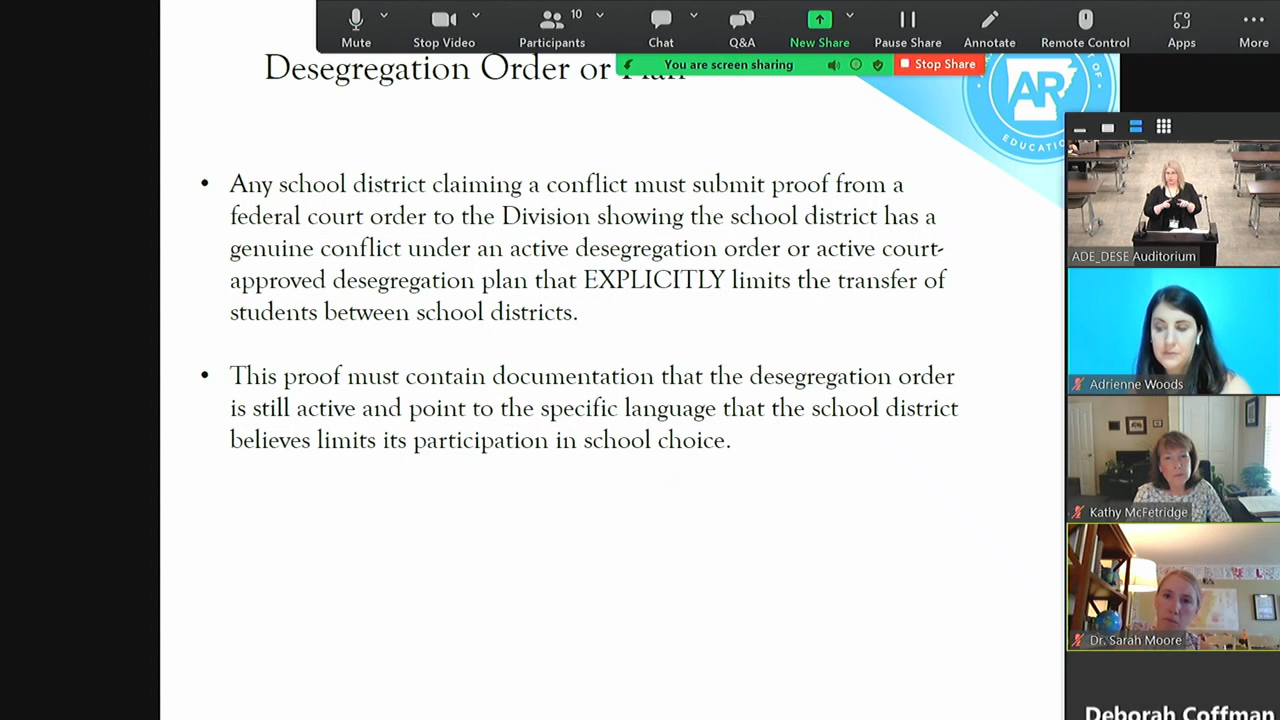 10
Mute
Stop Video
Participants
Chat
Q&A
New Share
Pause Share
Annotate
Remote Control
Apps
More
You are screen sharing
Stop Share
Desegregation Order or Plan
AR
EDUCATIO
• Any school district claiming a conflict must submit proof from a
federal court order to the Division showing the school district has a
genuine conflict under an active desegregation order or active court-
approved desegregation plan that EXPLICITLY limits the transfer of
students between school districts.
• This proof must contain documentation that the desegregation order
is still active and point to the specific language that the school district
believes limits its participation in school choice.
ADE_DESE Auditorium
Adrienne Woods
Kathy McFetridge
Dr. Sarah Moore
Deborah Coffman